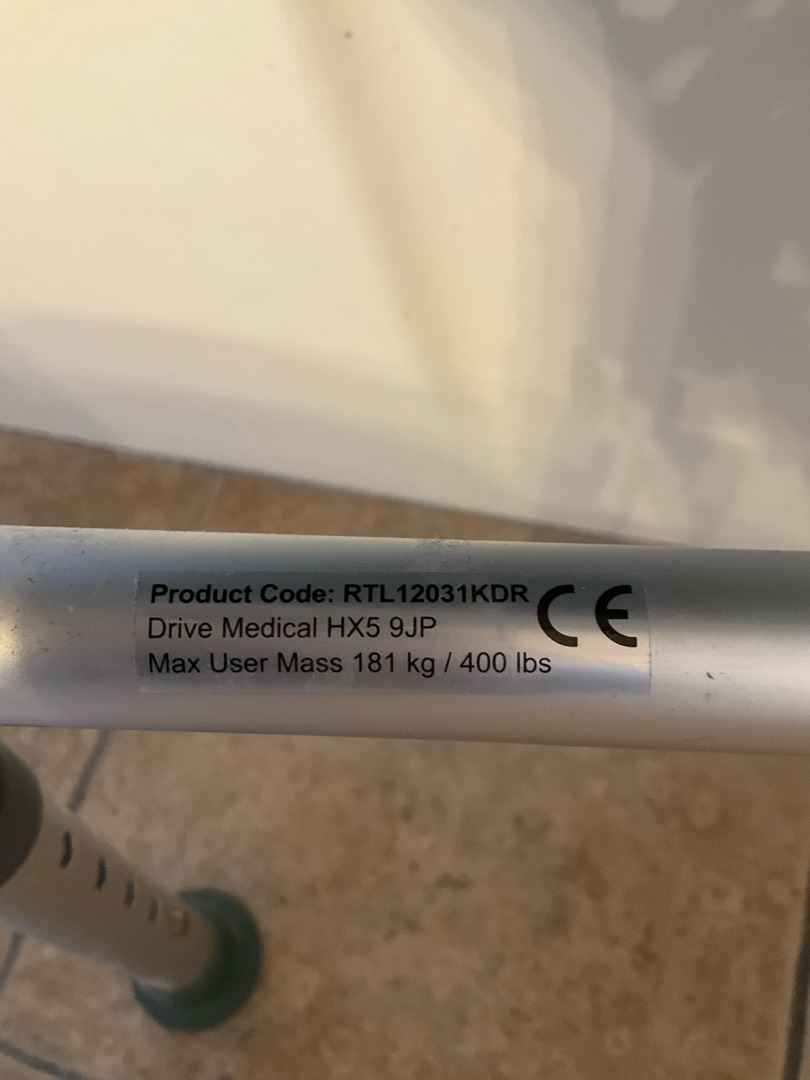 Product Code: RTL12031KDR
Drive Medical HX5 9JP
Max User Mass 181 kg / 400 lbs
CE